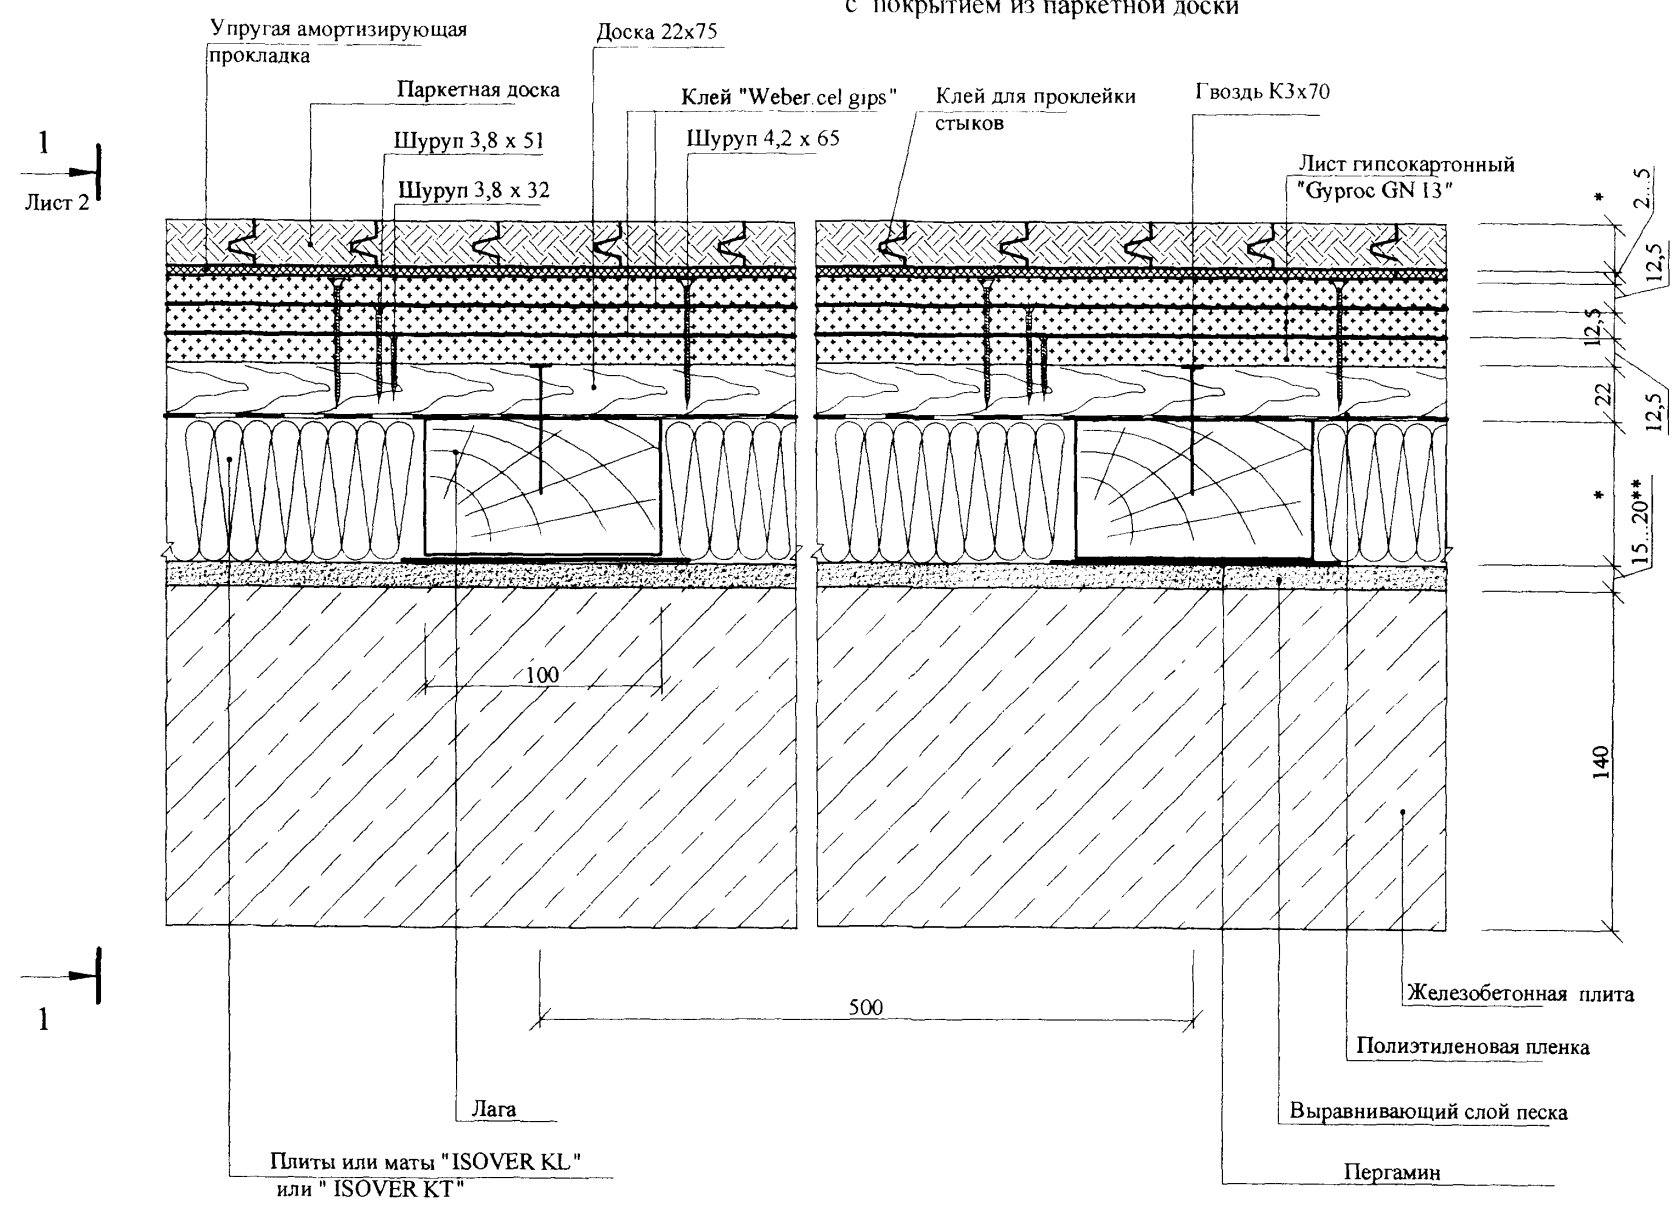 с покрытием из паркетной доски
Упругая амортизирующая
прокладка
Доска 22х75
Паркетная доска
Клей "Weber.cel gips"
Клей для проклейки
стыков
Гвоздь К3х70
1
Шуруп 3,8 х 51
Шуруп 4,2 х 65
Лист гипсокартонный
"Gyproc GN 13"
Шуруп 3,8 х 32
Лист 2
*
2...5
12,5
12,5
22
12,5
*
15...20**
100
140
500
1
Железобетонная плита
Полиэтиленовая пленка
Лага
Выравнивающий слой песка
Плиты или маты "ISOVER KL"
или " ISOVER KT"
Пергамин